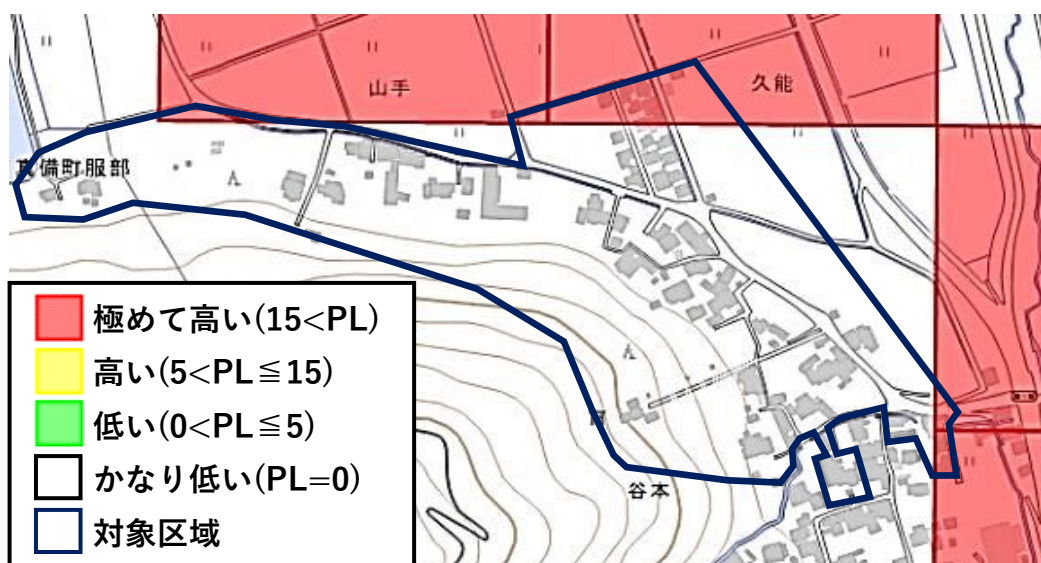 山手
久能
真備町服部
谷本
極めて高い(15<PL)
高い(5<PL≦15)
低い(0<PL≦5)
かなり低い(PL=0)
対象区域